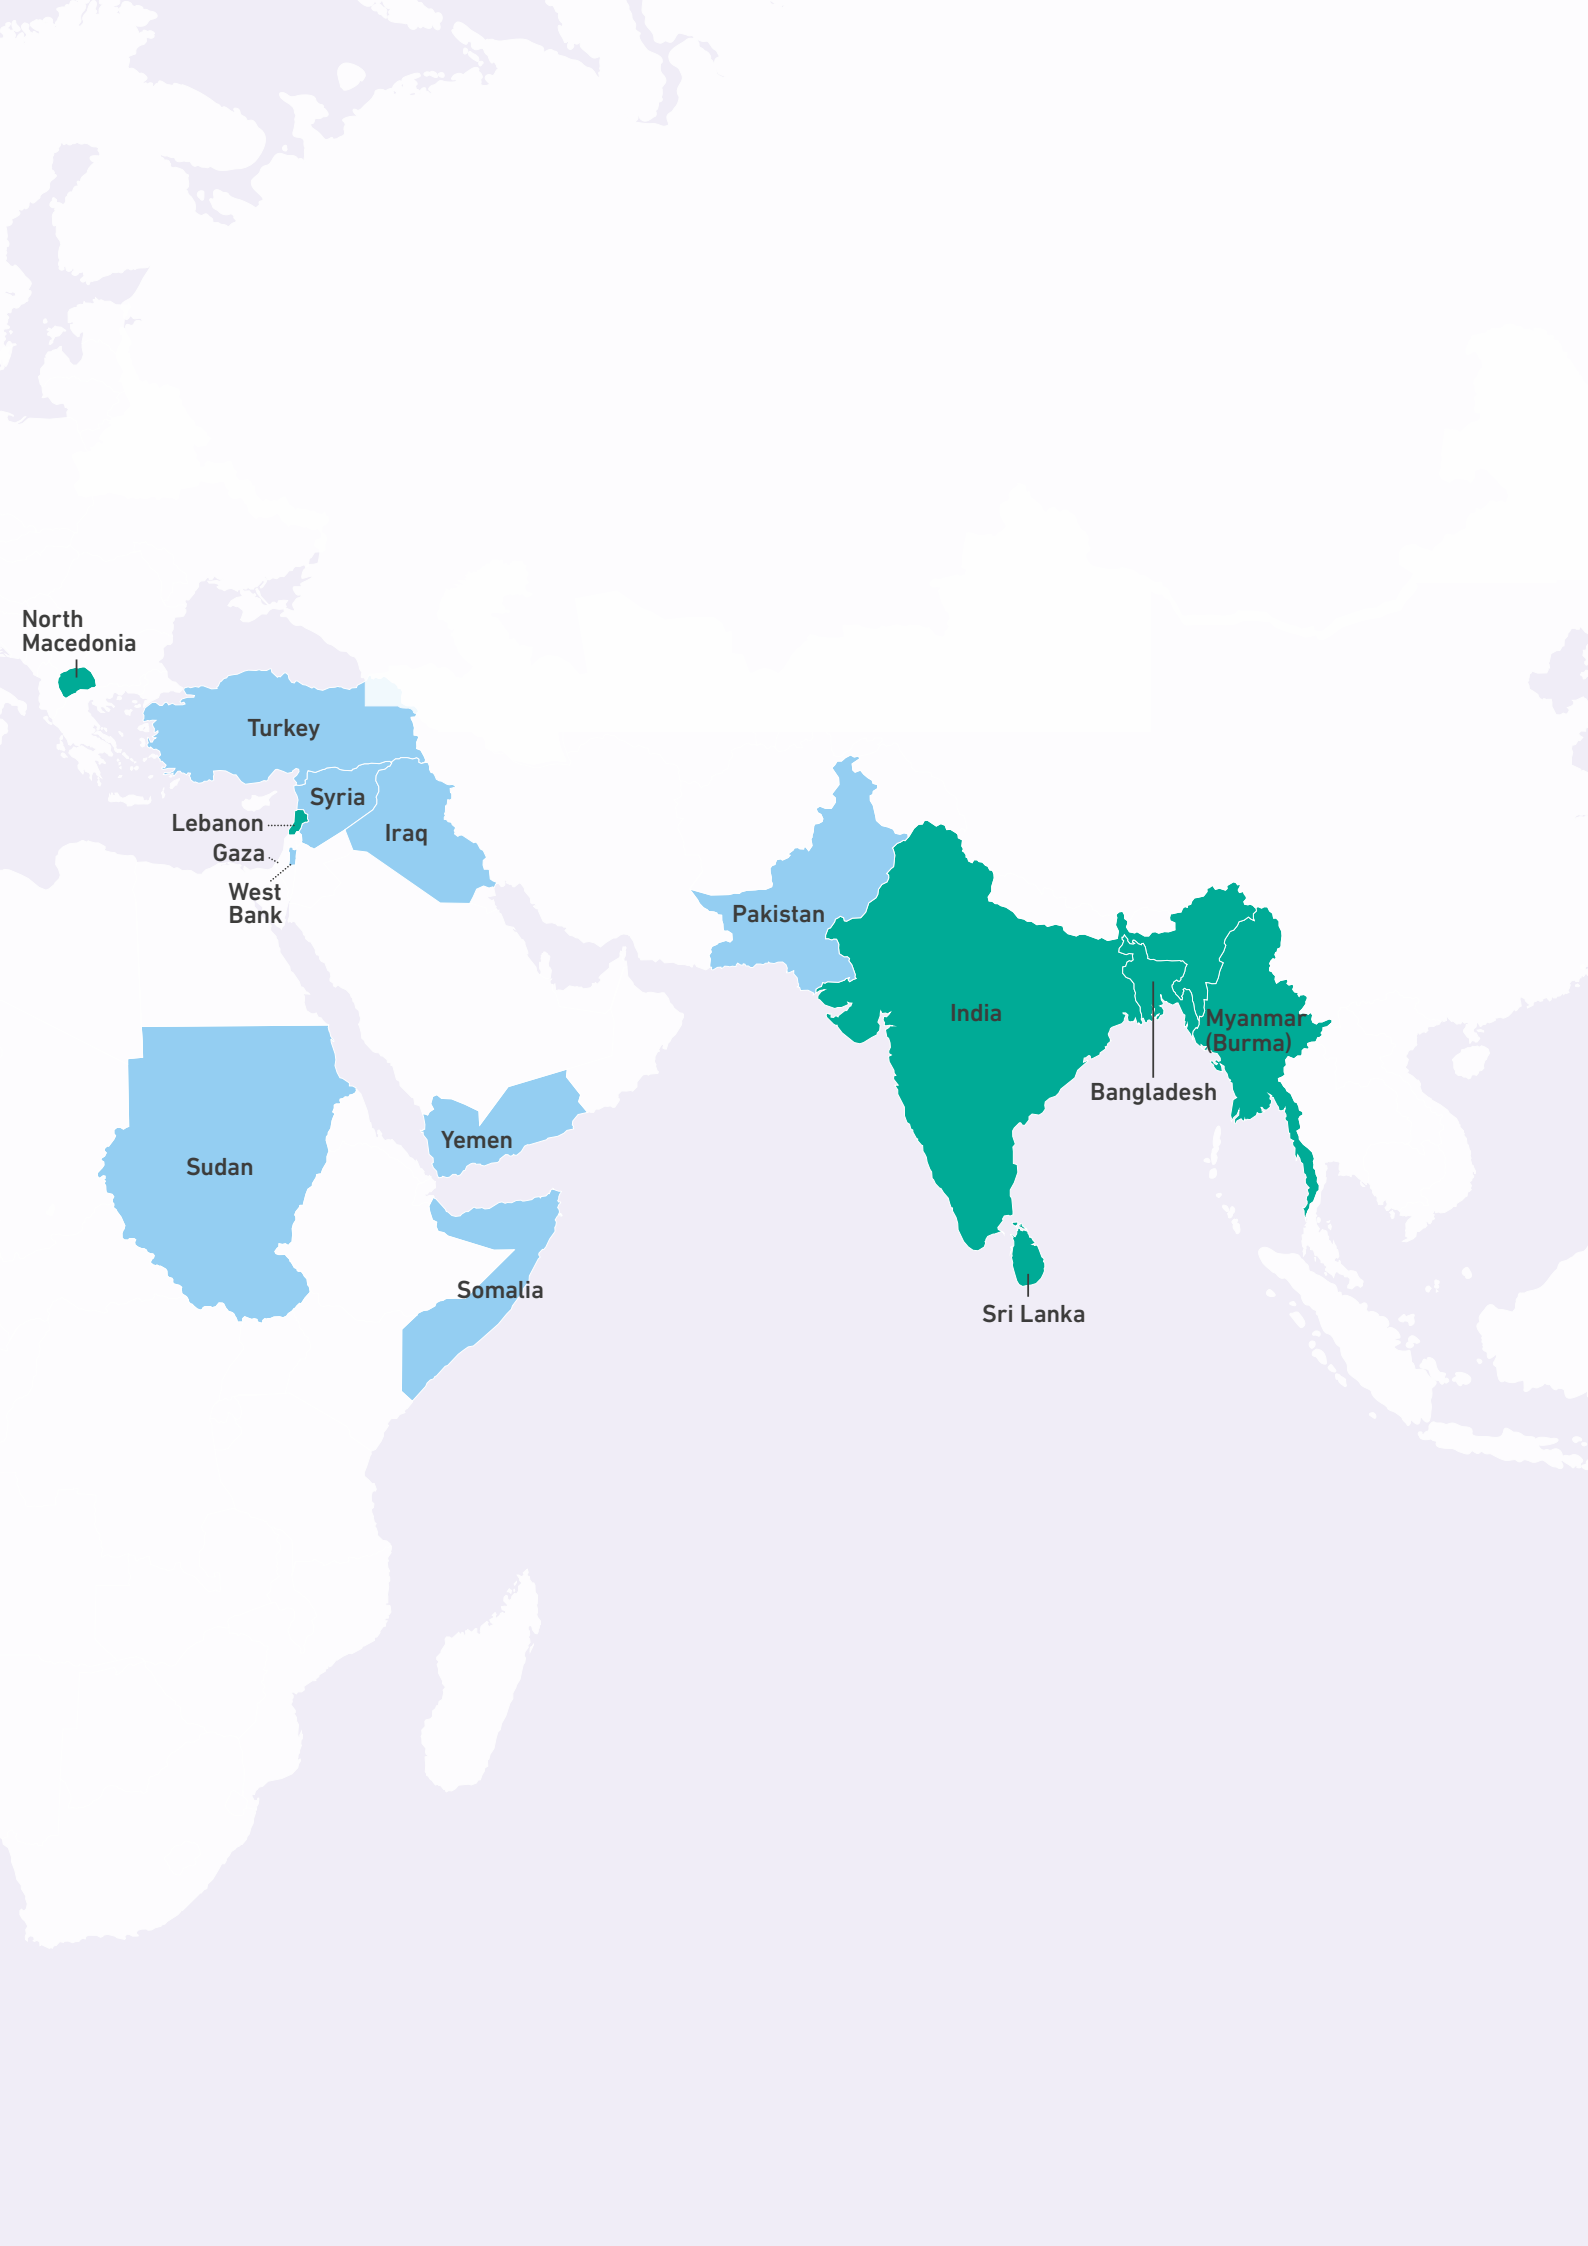 North
Macedonia
Turkey
Syria
Lebanon
Iraq
Gaza
West
Bank
Pakistan
India
Myanmar
(Burma)
Bangladesh
Yemen
Sudan
Somalia
Sri Lanka